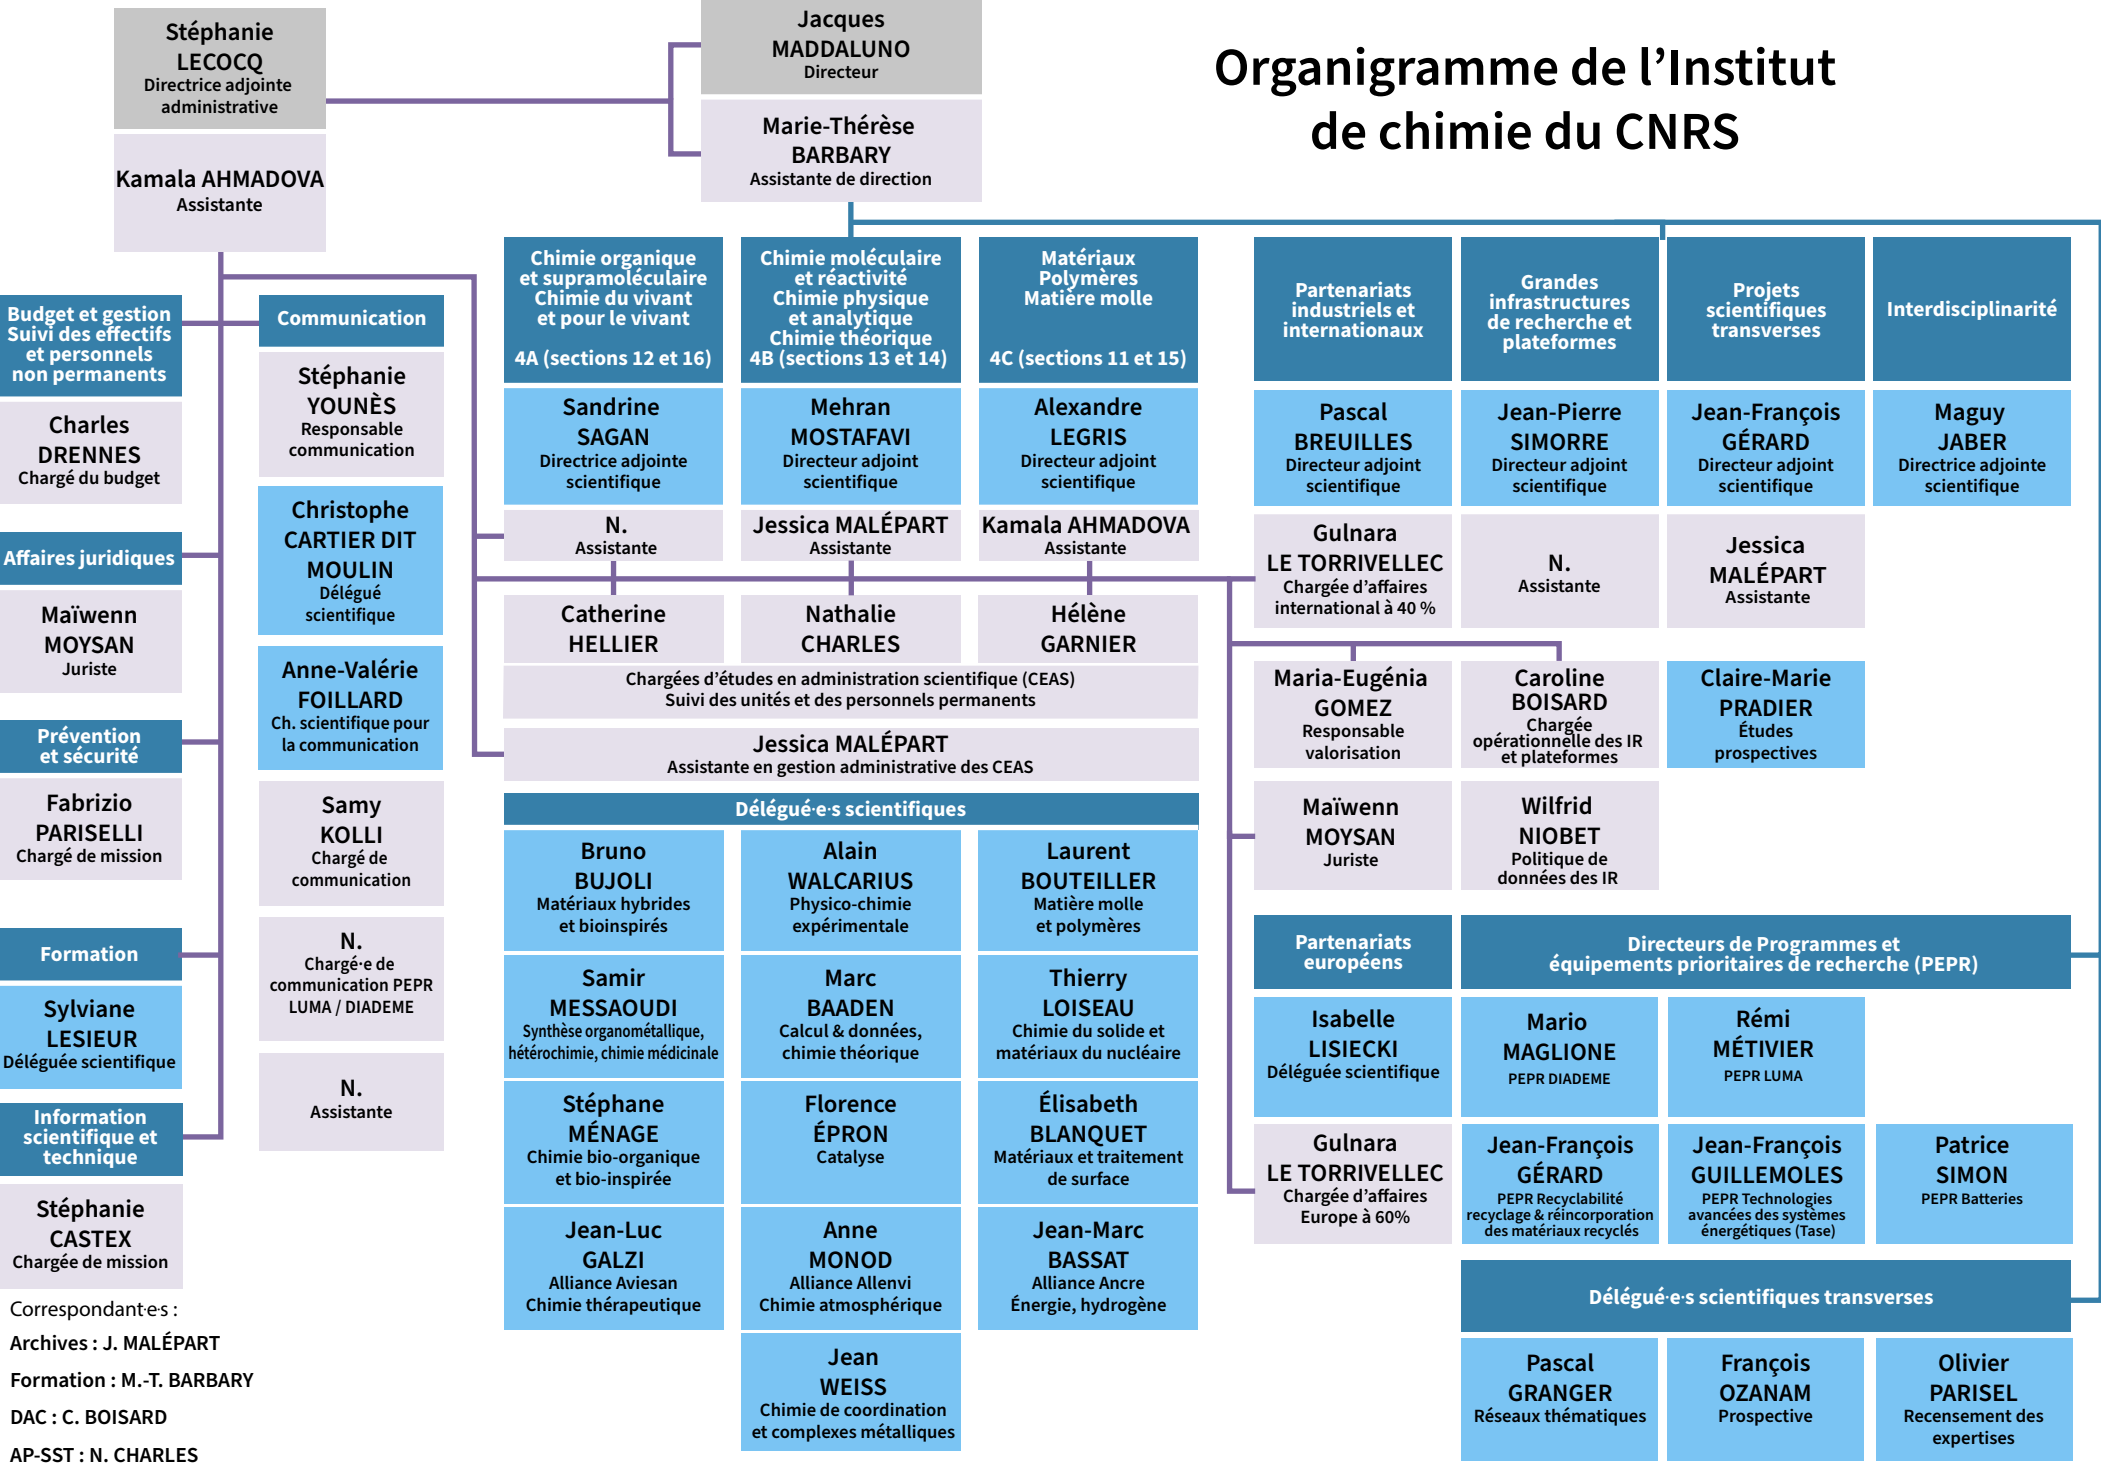 Organigramme de l’Institut
de chimie du CNRS
Stéphanie
LECOCQ
Directrice adjointe
administrative
Kamala AHMADOVA
Assistante
Jacques
MADDALUNO
Directeur
Marie-Thérèse
BARBARY
Assistante de direction
Budget et gestion
Suivi des effectifs
et personnels
non permanents
Charles
DRENNES
Chargé du budget
Affaires juridiques
Maïwenn
MOYSAN
Juriste
Prévention
et sécurité
Fabrizio
PARISELLI
Chargé de mission
Formation
Sylviane
LESIEUR
Déléguée scientifique
Information
scientifique et
technique
Stéphanie
CASTEX
Chargée de mission
Correspondant·e·s :
Archives : J. MALÉPART
Formation : M.-T. BARBARY
DAC : C. BOISARD
AP-SST : N. CHARLES
Communication
Stéphanie
YOUNÈS
Responsable
communication
Christophe
CARTIER DIT
MOULIN
Délégué
scientifique
Anne-Valérie
FOILLARD
Ch. scientifique pour
la communication
Samy
KOLLI
Chargé de
communication
N.
Chargé·e de
communication PEPR
LUMA / DIADEME
N.
Assistante
Chimie organique
et supramoléculaire
Chimie du vivant
et pour le vivant
4A (sections 12 et 16)
Sandrine
SAGAN
Directrice adjointe
scientifique
N.
Assistante
Catherine
HELLIER
Chimie moléculaire
et réactivité
Chimie physique
et analytique
Chimie théorique
4B (sections 13 et 14)
Mehran
MOSTAFAVI
Directeur adjoint
scientifique
Jessica MALÉPART
Assistante
Nathalie
CHARLES
Matériaux
Polymères
Matière molle
4C (sections 11 et 15)
Alexandre
LEGRIS
Directeur adjoint
scientifique
Kamala AHMADOVA
Assistante
Hélène
GARNIER
Chargées d’études en administration scientifique (CEAS)
Suivi des unités et des personnels permanents
Jessica MALÉPART
Assistante en gestion administrative des CEAS
Délégué·e·s scientifiques
Bruno
BUJOLI
Matériaux hybrides
et bioinspirés
Samir
MESSAOUDI
Synthèse organométallique,
hétérochimie, chimie médicinale
Stéphane
MÉNAGE
Chimie bio-organique
et bio-inspirée
Jean-Luc
GALZI
Alliance Aviesan
Chimie thérapeutique
Alain
WALCARIUS
Physico-chimie
expérimentale
Marc
BAADEN
Calcul & données,
chimie théorique
Florence
ÉPRON
Catalyse
Anne
MONOD
Alliance Allenvi
Chimie atmosphérique
Jean
WEISS
Chimie de coordination
et complexes métalliques
Laurent
BOUTEILLER
Matière molle
et polymères
Thierry
LOISEAU
Chimie du solide et
matériaux du nucléaire
Élisabeth
BLANQUET
Matériaux et traitement
de surface
Jean-Marc
BASSAT
Alliance Ancre
Énergie, hydrogène
Partenariats
industriels et
internationaux
Pascal
BREUILLES
Directeur adjoint
scientifique
Gulnara
LE TORRIVELLEC
Chargée d’affaires
international à 40 %
Maria-Eugénia
GOMEZ
Responsable
valorisation
Maïwenn
MOYSAN
Juriste
Grandes
infrastructures
de recherche et
plateformes
Jean-Pierre
SIMORRE
Directeur adjoint
scientifique
N.
Assistante
Caroline
BOISARD
Chargée
opérationnelle des IR
et plateformes
Wilfrid
NIOBET
Politique de
données des IR
Projets
scientifiques
transverses
Jean-François
GÉRARD
Directeur adjoint
scientifique
Jessica
MALÉPART
Assistante
Claire-Marie
PRADIER
Études
prospectives
Interdisciplinarité
Maguy
JABER
Directrice adjointe
scientifique
Partenariats
européens
Isabelle
LISIECKI
Déléguée scientifique
Gulnara
LE TORRIVELLEC
Chargée d’affaires
Europe à 60%
Directeurs de Programmes et
équipements prioritaires de recherche (PEPR)
Mario
MAGLIONE
PEPR DIADEME
Rémi
MÉTIVIER
PEPR LUMA
Jean-François
GÉRARD
PEPR Recyclabilité
recyclage & réincorporation
des matériaux recyclés
Jean-François
GUILLEMOLES
PEPR Technologies
avancées des systèmes
énergétiques (Tase)
Patrice
SIMON
PEPR Batteries
Délégué·e·s scientifiques transverses
Pascal
GRANGER
Réseaux thématiques
François
OZANAM
Prospective
Olivier
PARISEL
Recensement des
expertises